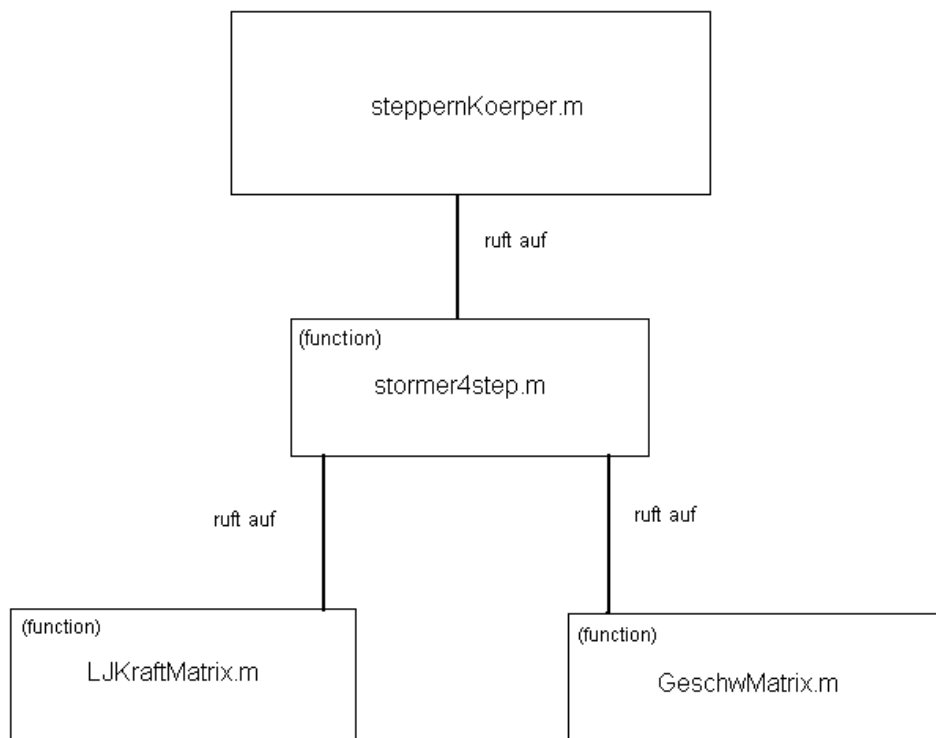 steppernKoerper.m
ruft auf
(function)
stormer4step.m
ruft auf
ruft auf
(function)
LJKraftMatrix.m
(function)
GeschwMatrix.m